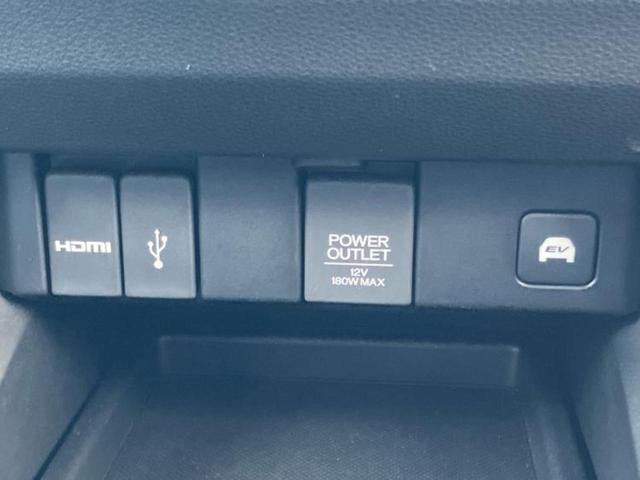 HDMI
POWER
OUTLET
12V
180W MAX
EV